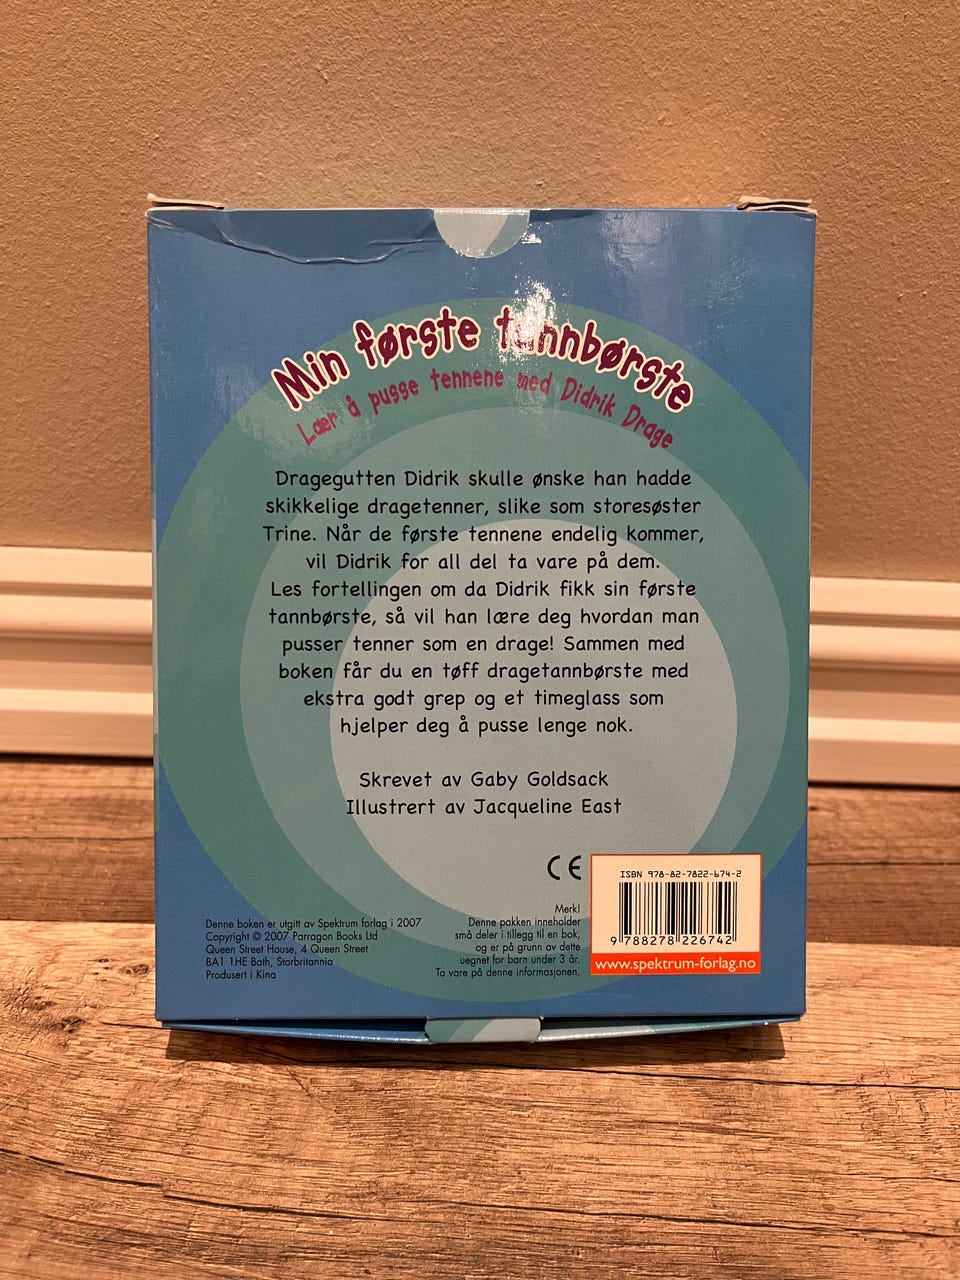 Min første tannbørste
Lær å pusse tennene med Didrik Drage
Dragegutten Didrik skulle ønske han hadde
skikkelige dragetenner, slike som storesøster
Trine. Når de første tennene endelig kommer,
vil Didrik for all del ta vare på dem.
Les fortellingen om da Didrik fikk sin første
tannbørste, så vil han lære deg hvordan man
pusser tenner som en drage! Sammen med
boken får du en tøff dragetannbørste med
ekstra godt grep og et timeglass som
hjelper deg å pusse lenge nok.
Skrevet av Gaby Goldsack
Illustrert av Jacqueline East
Denne boken er utgitt av Spektrum forlag i 2007
Copyright © 2007 Parragon Books Ltd
Queen Street House, 4 Queen Street
BA1 1HE Bath, Storbritannia
Produsert i Kina
CE
Merk!
Denne pakken inneholder
små deler i tillegg til en bok,
og er på grunn av dette
uegnet for barn under 3 år.
Ta vare på denne informasjonen.
ISBN 978-82-7822-674-2
9 788278 226742
www.spektrum-forlag.no